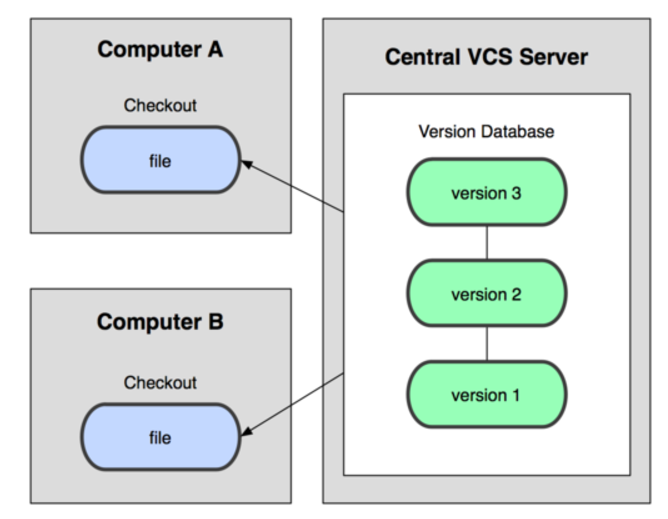 Computer A
Checkout
file
Computer B
Checkout
file
Central VCS Server
Version Database
version 3
version 2
version 1